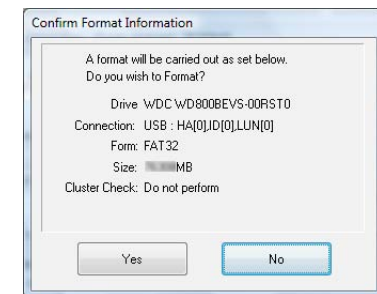 Confirm Format Information
A format will be carried out as set below.
Do you wish to Format?
Drive WDC WD800BEVS-00RST0
Connection: USB : HA[0],ID[0],LUN[0]
Form: FAT32
Size: MB
Cluster Check: Do not perform
Yes No